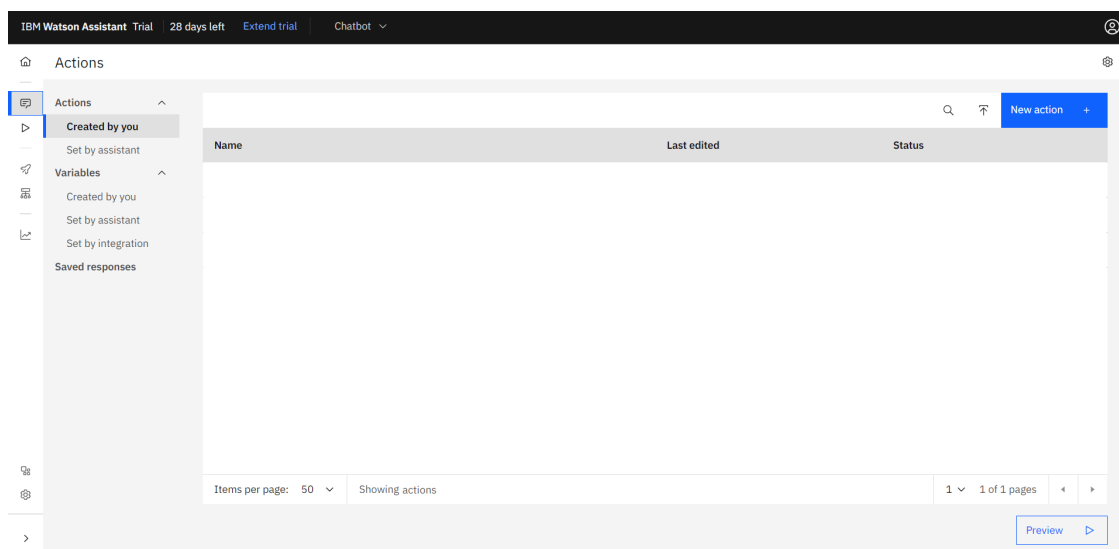 IBM Watson Assistant Trial 28 days left Extend trial Chatbot
Actions
Actions
Created by you
Set by assistant
Variables
Created by you
Set by assistant
Set by integration
Saved responses
New action +
Name Last edited Status
Items per page: 50 Showing actions 1 1 of 1 pages
Preview